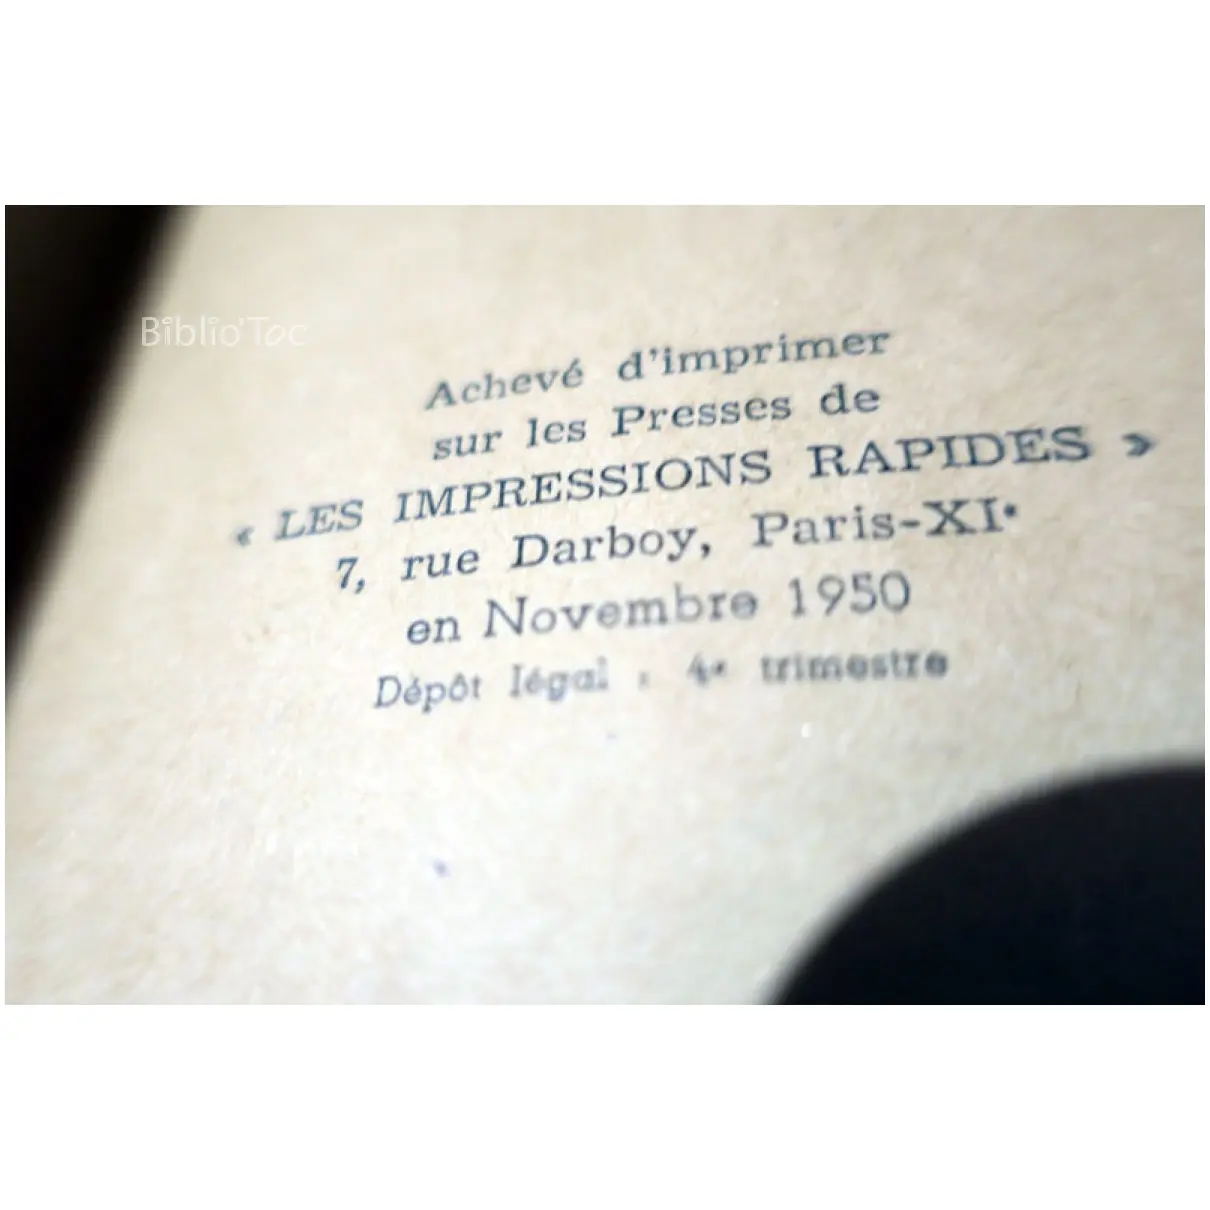 Biblio'Toc
Achevé d'imprimer
sur les Presses de
« LES IMPRESSIONS RAPIDES »
7, rue Darboy, Paris-XIᵉ
en Novembre 1950
Dépôt légal : 4ᵉ trimestre